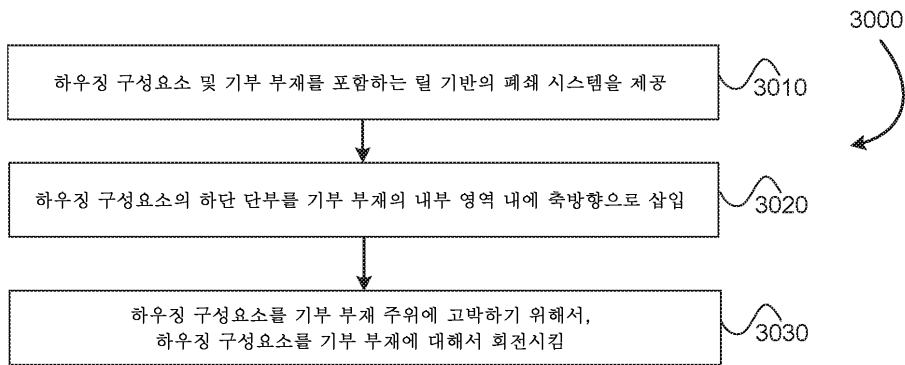 3000
하우징 구성요소 및 기부 부재를 포함하는 릴 기반의 폐쇄 시스템을 제공
3010
하우징 구성요소의 하단 단부를 기부 부재의 내부 영역 내에 축방향으로 삽입
3020
하우징 구성요소를 기부 부재 주위에 고박하기 위해서,
하우징 구성요소를 기부 부재에 대해서 회전시킴
3030